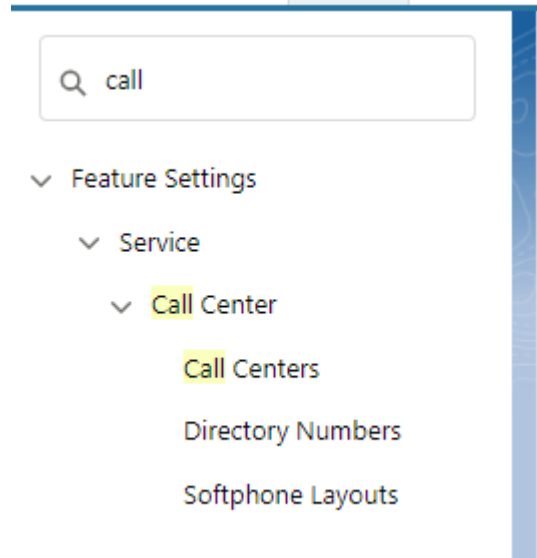 call
Feature Settings
Service
Call Center
Call Centers
Directory Numbers
Softphone Layouts